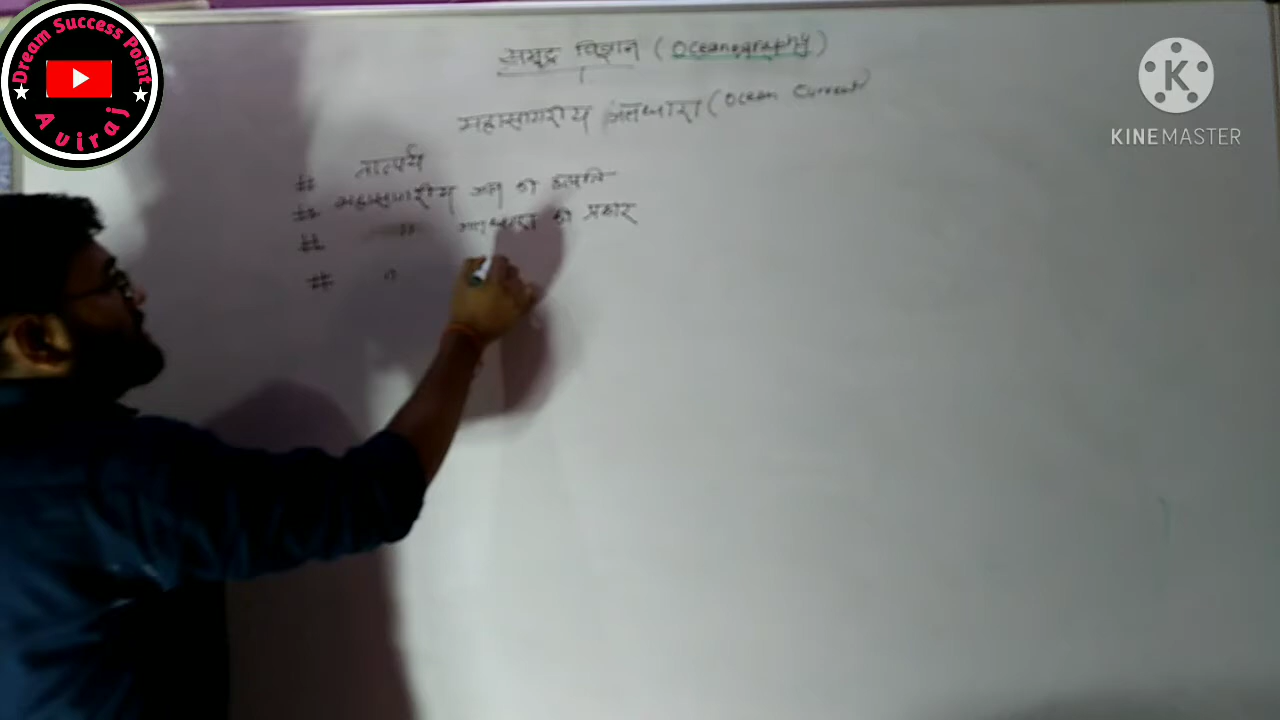 Dream Success Point
Auiraj
K
KINEMASTER
समुद्र विज्ञान (Oceanography)
महासागरीय जलधारा (Ocean Current)
# तात्पर्य
# महासागरीय जल की उत्पत्ति
# " की प्रकार
# "